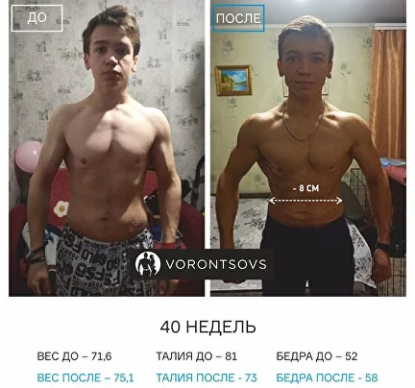 ДО
ПОСЛЕ
- 8 СМ
VORONTSOVS
40 НЕДЕЛЬ
ВЕС ДО – 71,6 ТАЛИЯ ДО – 81 БЕДРА ДО – 52
ВЕС ПОСЛЕ – 75,1 ТАЛИЯ ПОСЛЕ - 73 БЕДРА ПОСЛЕ - 58